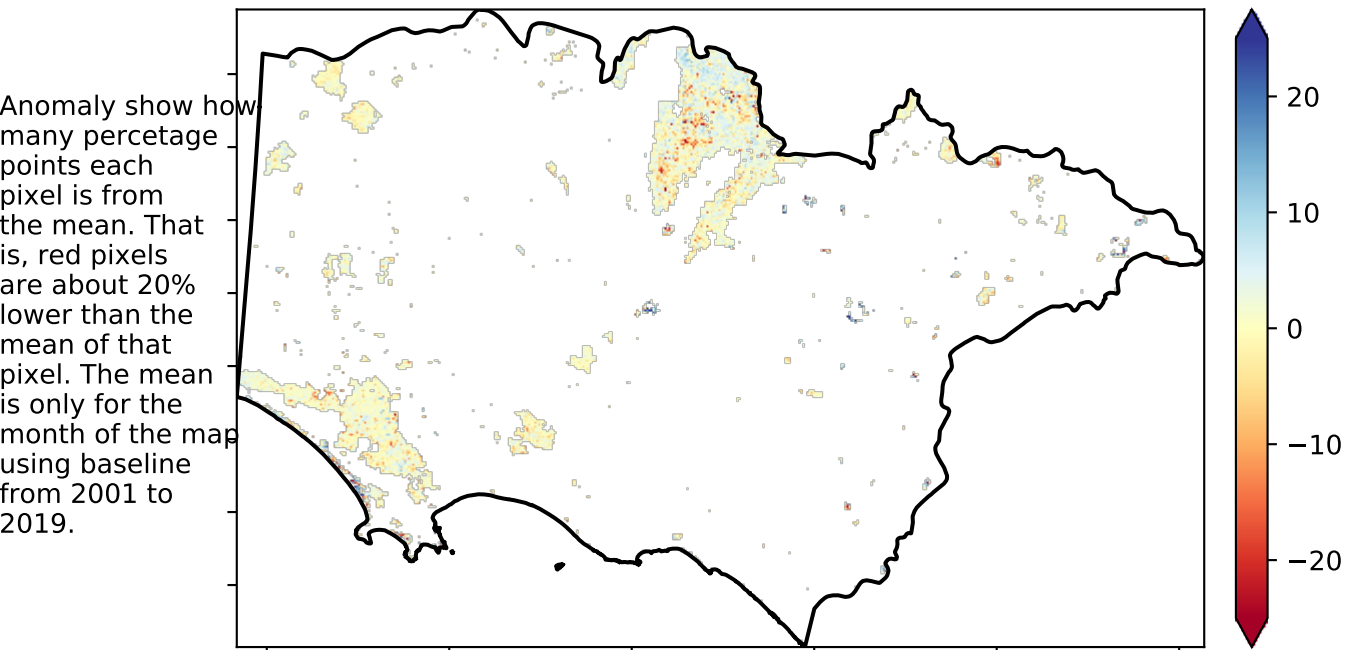 Anomaly show how
many percetage
points each
pixel is from
the mean. That
is, red pixels
are about 20%
lower than the
mean of that
pixel. The mean
is only for the
month of the map
using baseline
from 2001 to
2019.
20
10
0
−10
−20